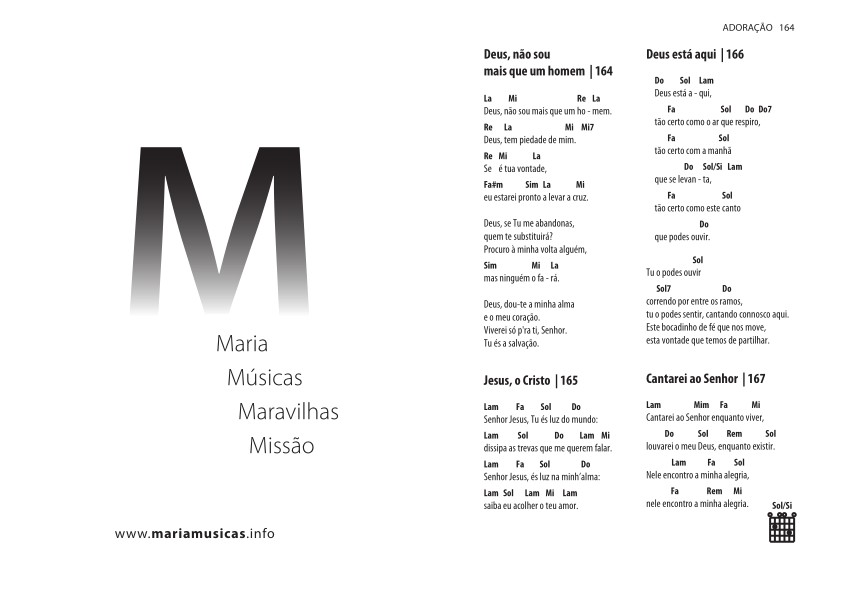 M
Maria
Músicas
Maravilhas
Missão
www.mariamusicas.info
ADORAÇÃO 164
Deus, não sou
mais que um homem | 164
La Mi Re La
Deus, não sou mais que um ho - mem.
Re La Mi Mi7
Deus, tem piedade de mim.
Re Mi La
Se é tua vontade,
Fa#m Sim La Mi
eu estarei pronto a levar a cruz.
Deus, se Tu me abandonas,
quem te substituirá?
Procuro à minha volta alguém,
Sim Mi La
mas ninguém o fa - rá.
Deus, dou-te a minha alma
e o meu coração.
Viverei só p'ra ti, Senhor.
Tu és a salvação.
Jesus, o Cristo | 165
Lam Fa Sol Do
Senhor Jesus, Tu és luz do mundo:
Lam Sol Do Lam Mi
dissipa as trevas que me querem falar.
Lam Fa Sol Do
Senhor Jesus, és luz na minh'alma:
Lam Sol Lam Mi Lam
saiba eu acolher o teu amor.
Deus está aqui | 166
Do Sol Lam
Deus está a - qui,
Fa Sol Do Do7
tão certo como o ar que respiro,
Fa Sol
tão certo com a manhã
Do Sol/Si Lam
que se levan - ta,
Fa Sol
tão certo como este canto
Do
que podes ouvir.
Sol
Tu o podes ouvir
Sol7 Do
correndo por entre os ramos,
tu o podes sentir, cantando connosco aqui.
Este bocadinho de fé que nos move,
esta vontade que temos de partilhar.
Cantarei ao Senhor | 167
Lam Mim Fa Mi
Cantarei ao Senhor enquanto viver,
Do Sol Rem Sol
louvarei o meu Deus, enquanto existir.
Lam Fa Sol
Nele encontro a minha alegria,
Fa Rem Mi
nele encontro a minha alegria.
Sol/Si